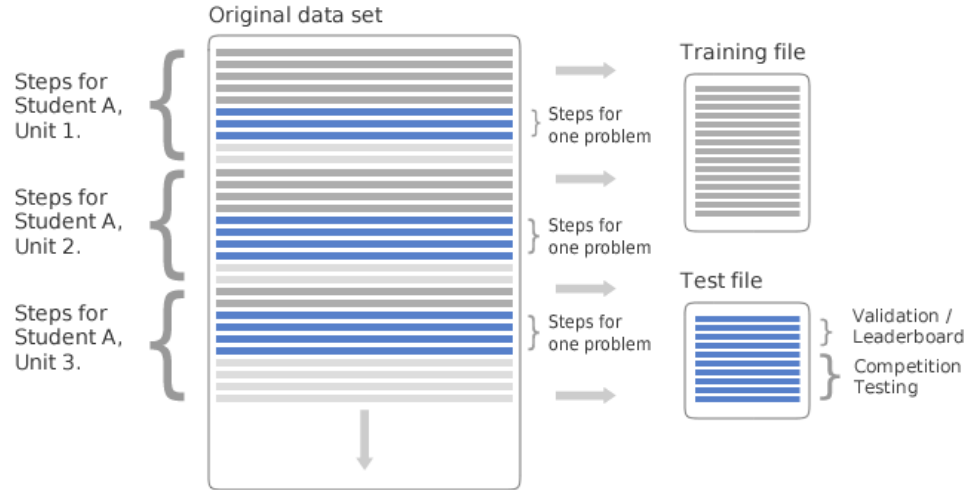 Original data set
Steps for
Student A,
Unit 1.
Steps for
one problem
Steps for
Student A,
Unit 2.
Steps for
one problem
Steps for
Student A,
Unit 3.
Steps for
one problem
Training file
Test file
Validation /
Leaderboard
Competition
Testing